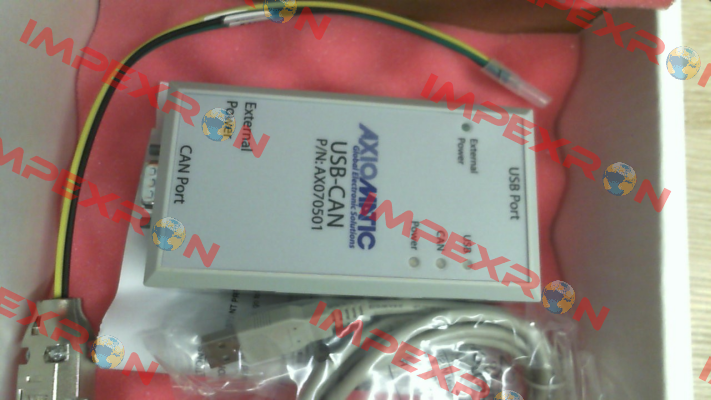 IMPEXRON
IMPEXRON
IMPEXRON
IMPEXRON
IMPEXRON
IMPEXRON
External
Power
CAN Port
AXIOMATIC
Global Electronic Solutions
USB-CAN
P/N: AX070501
USB Port
External
Power
USB
CAN
Power